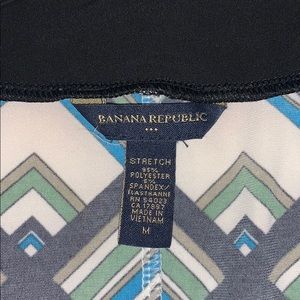 BANANA REPUBLIC
STRETCH
95%
POLYESTER
5%
SPANDEX/
ELASTHANNE
RN 54023
CA 17897
MADE IN
VIETNAM
M